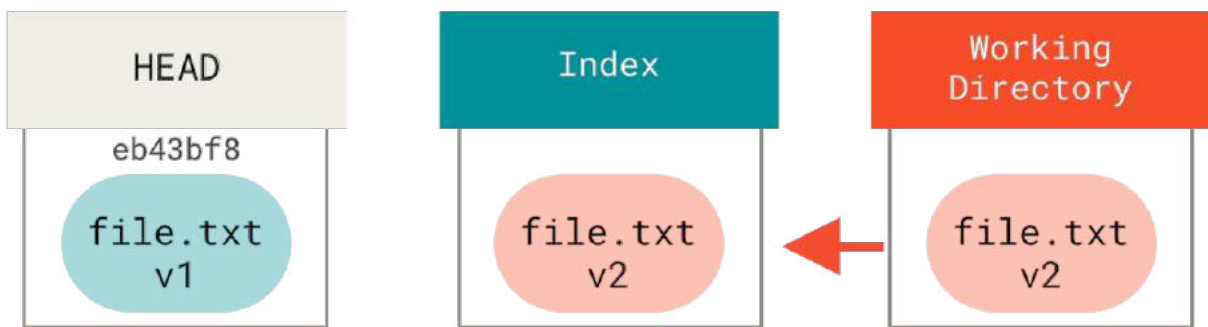 HEAD
Index
Working
Directory
eb43bf8
file.txt
v1
file.txt
v2
file.txt
v2